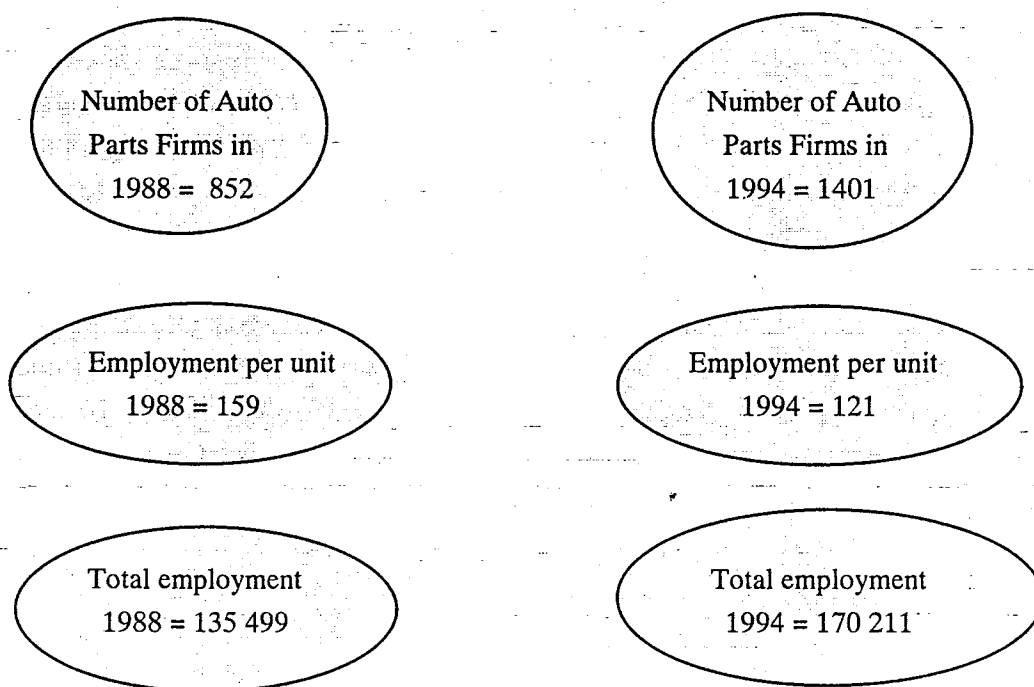 Number of Auto
Parts Firms in
1988 = 852
Number of Auto
Parts Firms in
1994 = 1401
Employment per unit
1988 = 159
Employment per unit
1994 = 121
Total employment
1988 = 135 499
Total employment
1994 = 170 211